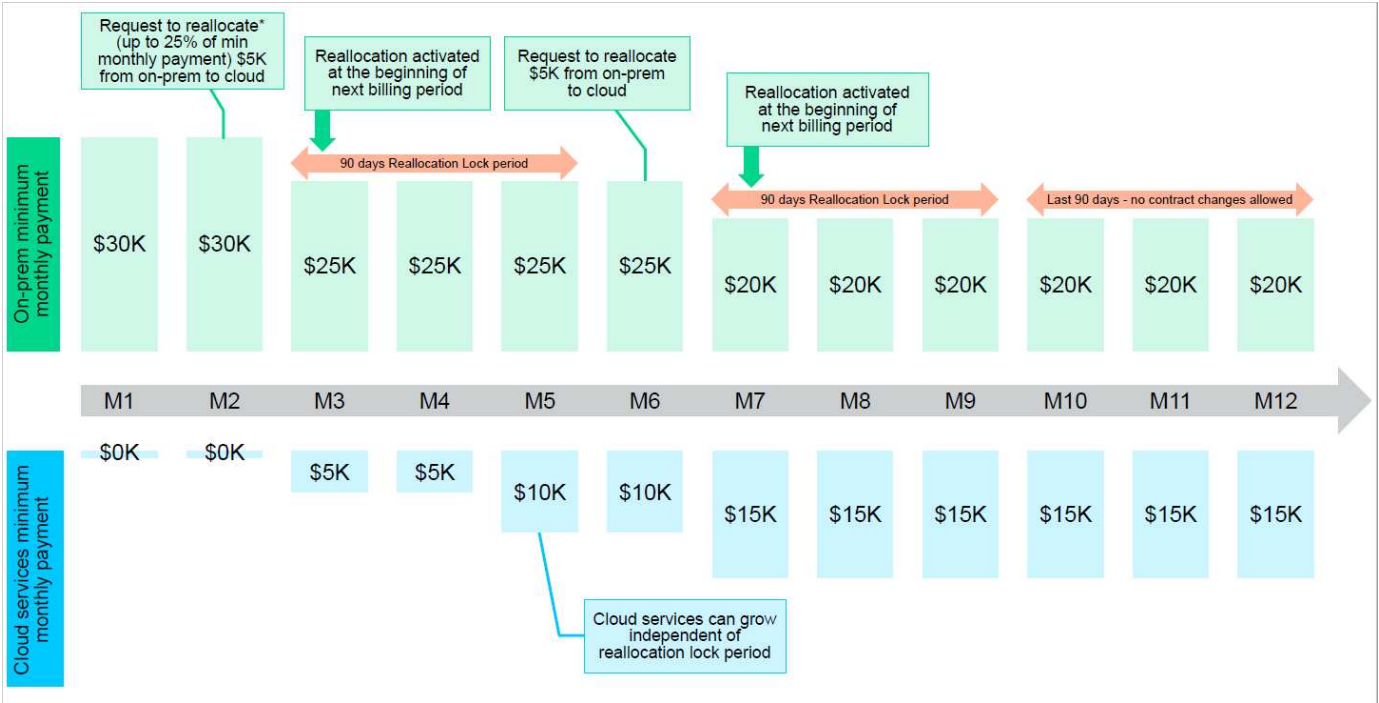 Request to reallocate*
(up to 25% of min
monthly payment) $5K
from on-prem to cloud
Reallocation activated
at the beginning of
next billing period
Request to reallocate
$5K from on-prem
to cloud
Reallocation activated
at the beginning of
next billing period
On-prem minimum
monthly payment
90 days Reallocation Lock period
90 days Reallocation Lock period
Last 90 days - no contract changes allowed
$30K $30K $25K $25K $25K $25K $20K $20K $20K $20K $20K $20K
M1 M2 M3 M4 M5 M6 M7 M8 M9 M10 M11 M12
Cloud services minimum
monthly payment
$0K $0K $5K $5K $10K $10K $15K $15K $15K $15K $15K $15K
Cloud services can grow
independent of
reallocation lock period